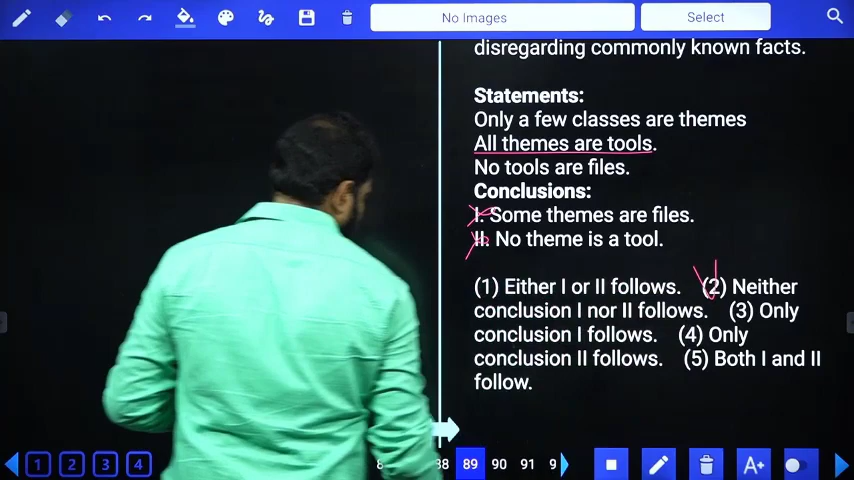 No Images
Select
disregarding commonly known facts.
Statements:
Only a few classes are themes
All themes are tools.
No tools are files.
Conclusions:
I. Some themes are files.
II. No theme is a tool.
(1) Either I or II follows. (2) Neither
conclusion I nor II follows. (3) Only
conclusion I follows. (4) Only
conclusion II follows. (5) Both I and II
follow.
1 2 3 4 89 90 91 9 A+